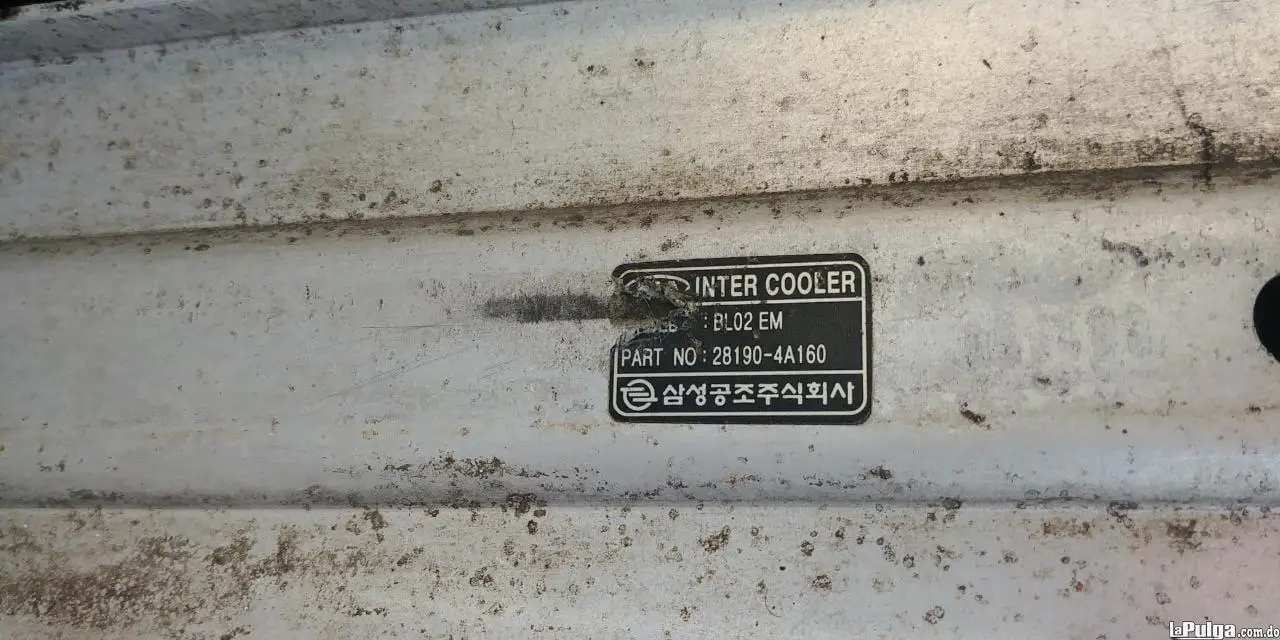 INTER COOLER
: BL02 EM
PART NO : 28190-4A160
삼성공조주식회사
laPulga.com.do